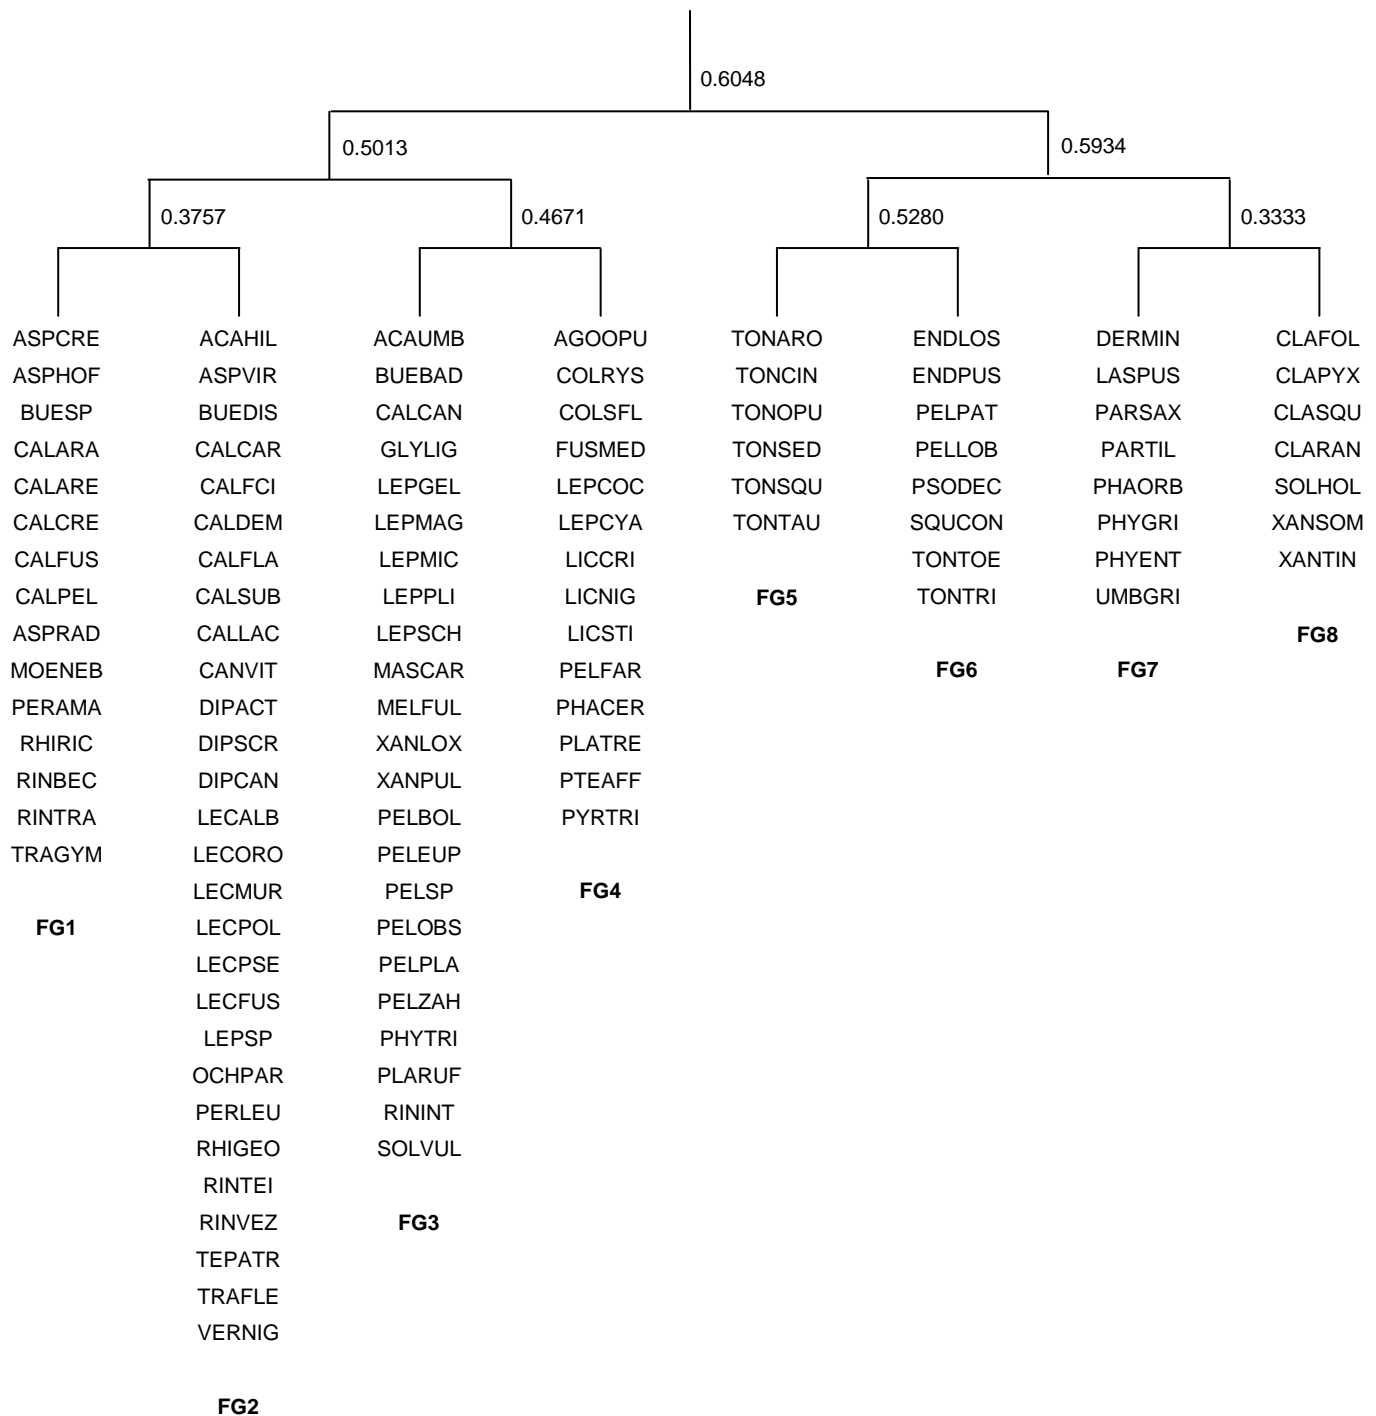 0.6048
0.5013 0.5934
0.3757 0.4671 0.5280 0.3333
ASPCRE ACAHIL ACAUMB AGOOPU TONARO ENDLOS DERMIN CLAFOL
ASPHOF ASPVIR BUEBAD COLRYS TONCIN ENDPUS LASPUS CLAPYX
BUESP BUEDIS CALCAN COLSFL TONOPU PELPAT PARSAX CLASQU
CALARA CALCAR GLYLIG FUSMED TONSED PELLOB PARTIL CLARAN
CALARE CALFCI LEPGEL LEPCOC TONSQU PSODEC PHAORB SOLHOL
CALCRE CALDEM LEPMAG LEPCYA TONTAU SQUCON PHYGRI XANSOM
CALFUS CALFLA LEPMIC LICCRI TONTOE PHYENT XANTIN
CALPEL CALSUB LEPPLI LICNIG FG5 TONTRI UMBGRI
ASPRAD CALLAC LEPSCH LICSTI FG8
MOENEB CANVIT MASCAR PELFAR FG6 FG7
PERAMA DIPACT MELFUL PHACER
RHIRIC DIPSCR XANLOX PLATRE
RINBEC DIPCAN XANPUL PTEAFF
RINTRA LECALB PELBOL PYRTRI
TRAGYM LECORO PELEUP
LECMUR PELSP FG4
FG1 LECPOL PELOBS
LECPSE PELPLA
LECFUS PELZAH
LEPSP PHYTRI
OCHPAR PLARUF
PERLEU RININT
RHIGEO SOLVUL
RINTEI
RINVEZ FG3
TEPATR
TRAFLE
VERNIG
FG2